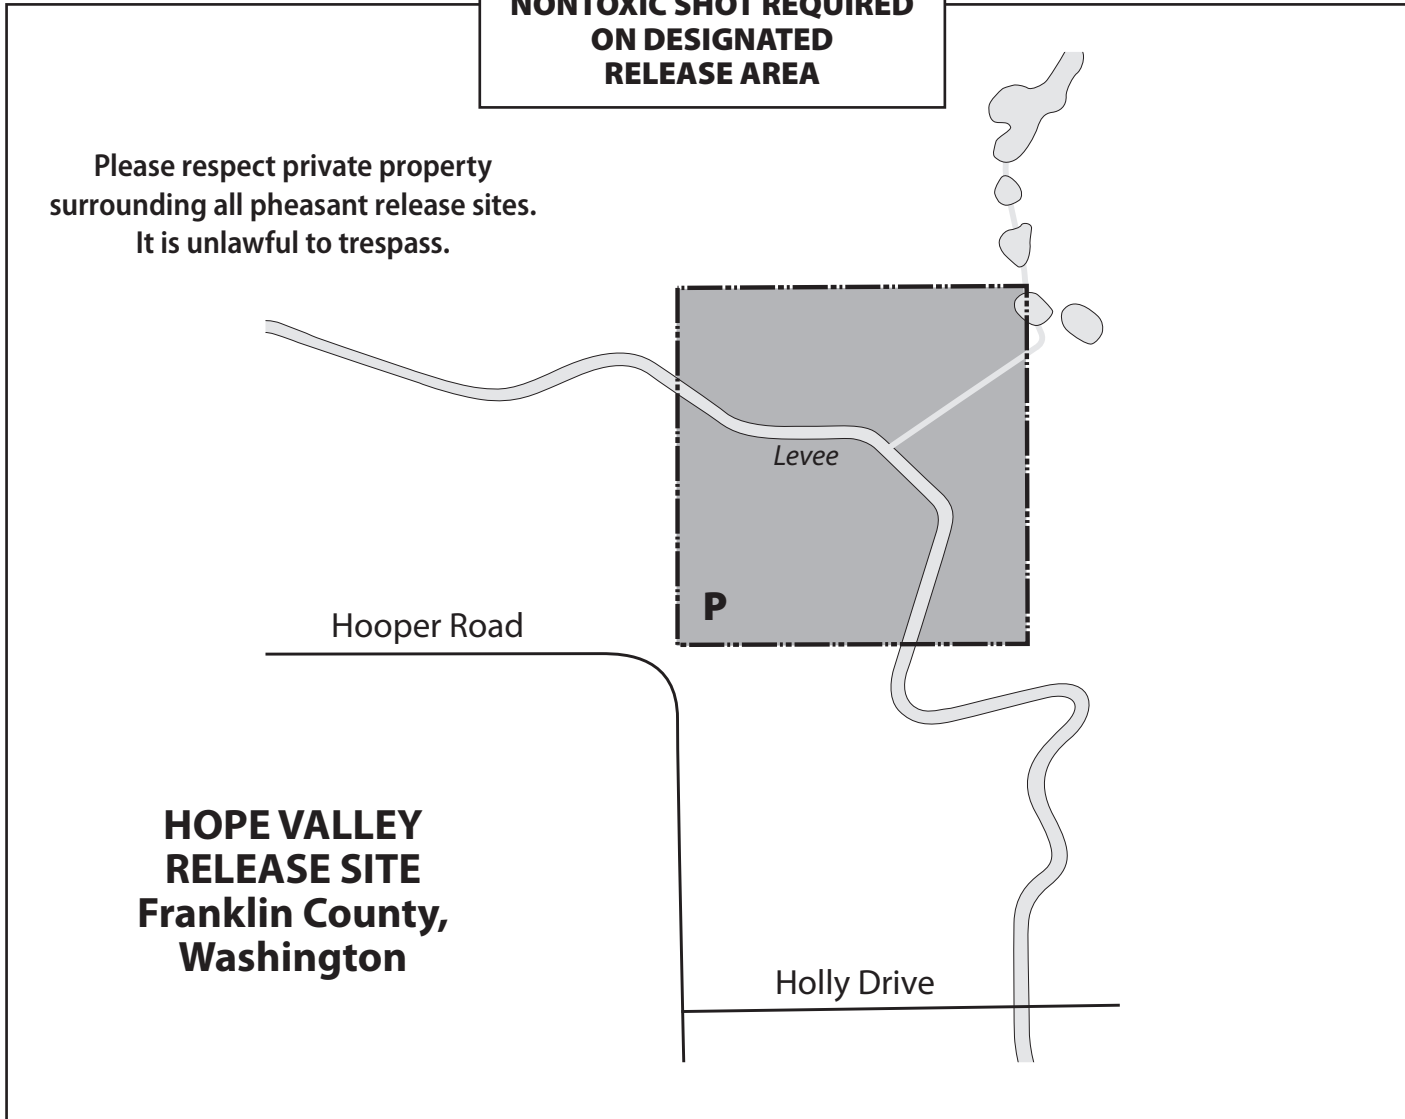 NONTOXIC SHOT REQUIRED
ON DESIGNATED
RELEASE AREA
Please respect private property
surrounding all pheasant release sites.
It is unlawful to trespass.
Levee
P
Hooper Road
HOPE VALLEY
RELEASE SITE
Franklin County,
Washington
Holly Drive